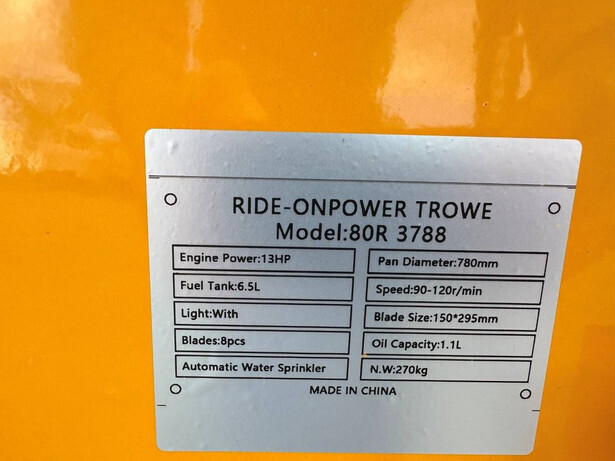 RIDE-ONPOWER TROWE
Model:80R 3788
Engine Power:13HP
Pan Diameter:780mm
Fuel Tank:6.5L
Speed:90-120r/min
Light:With
Blade Size:150*295mm
Blades:8pcs
Oil Capacity:1.1L
Automatic Water Sprinkler
N.W:270kg
MADE IN CHINA